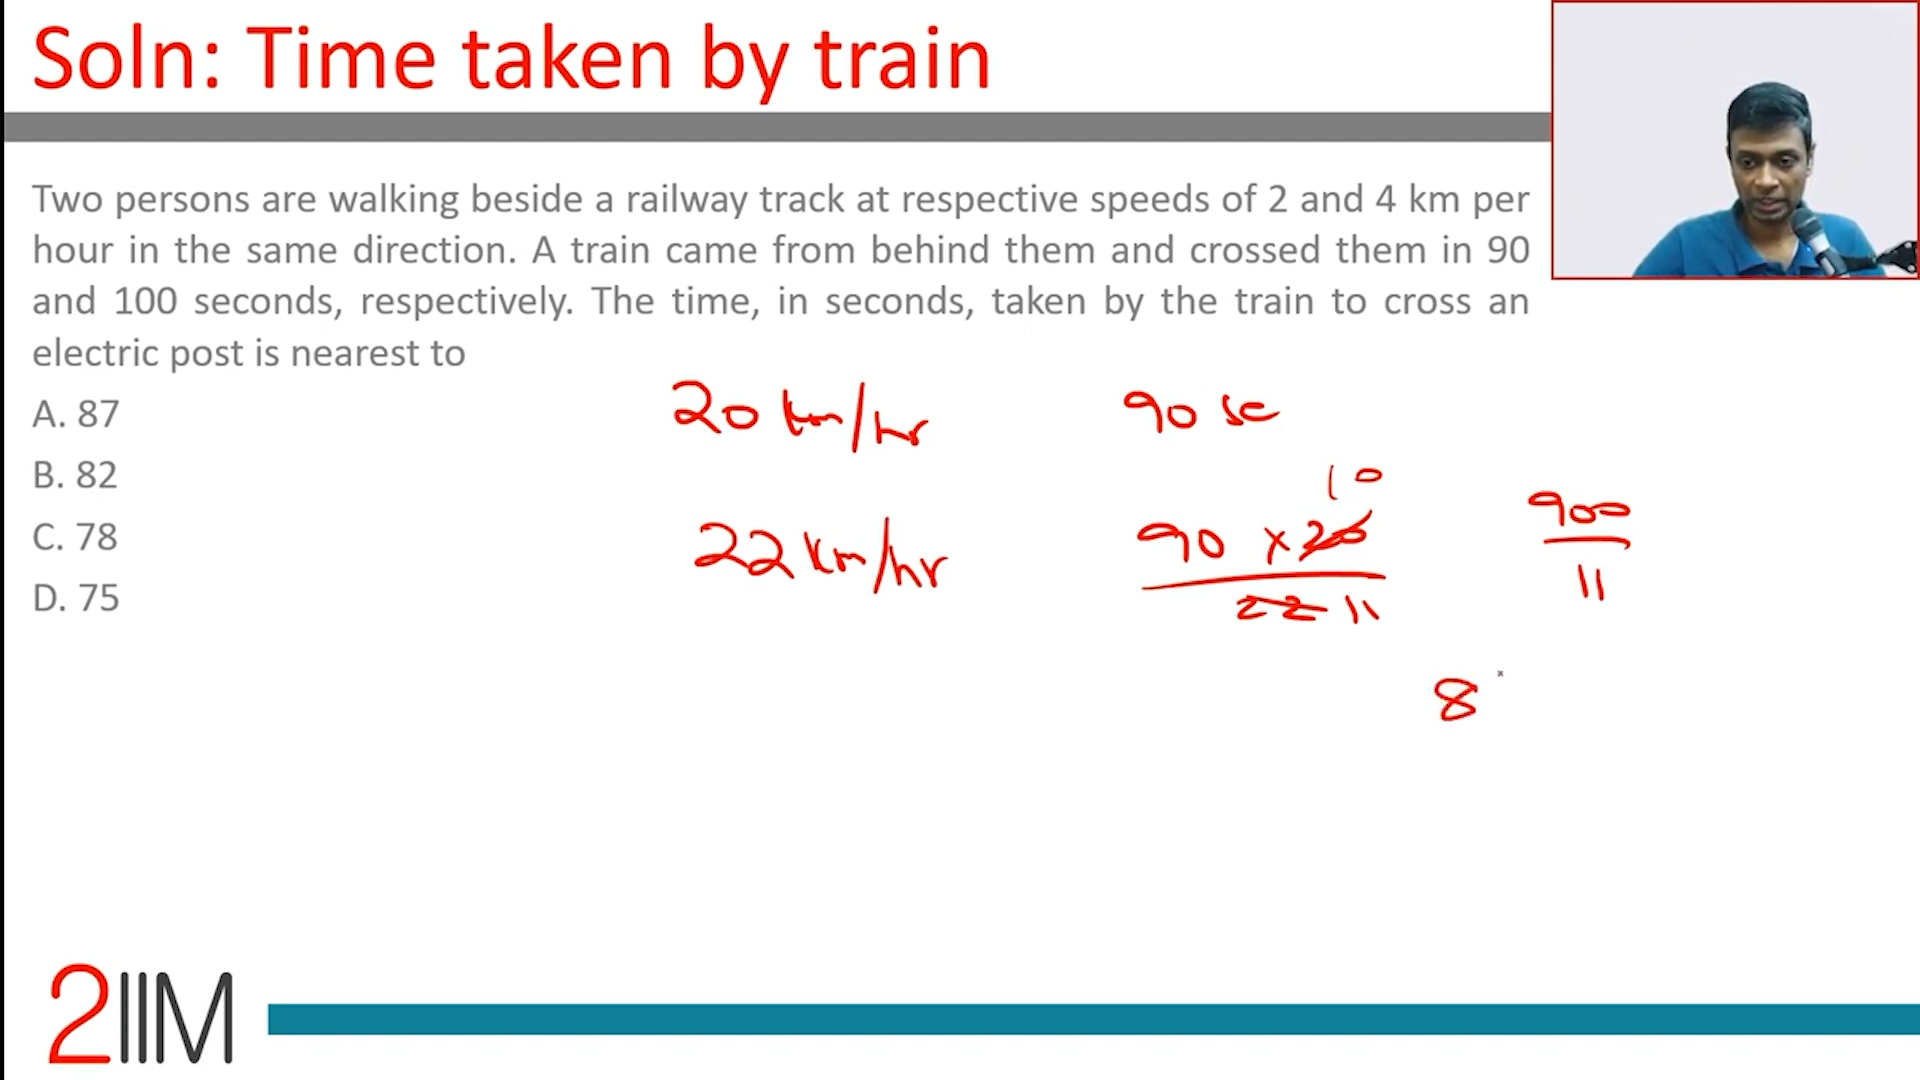 Soln: Time taken by train
Two persons are walking beside a railway track at respective speeds of 2 and 4 km per
hour in the same direction. A train came from behind them and crossed them in 90
and 100 seconds, respectively. The time, in seconds, taken by the train to cross an
electric post is nearest to
A. 87
B. 82
C. 78
D. 75
20 km/hr 90 sc
10
22 km/hr 90 x 20 900
22 11 11
8
2IIM